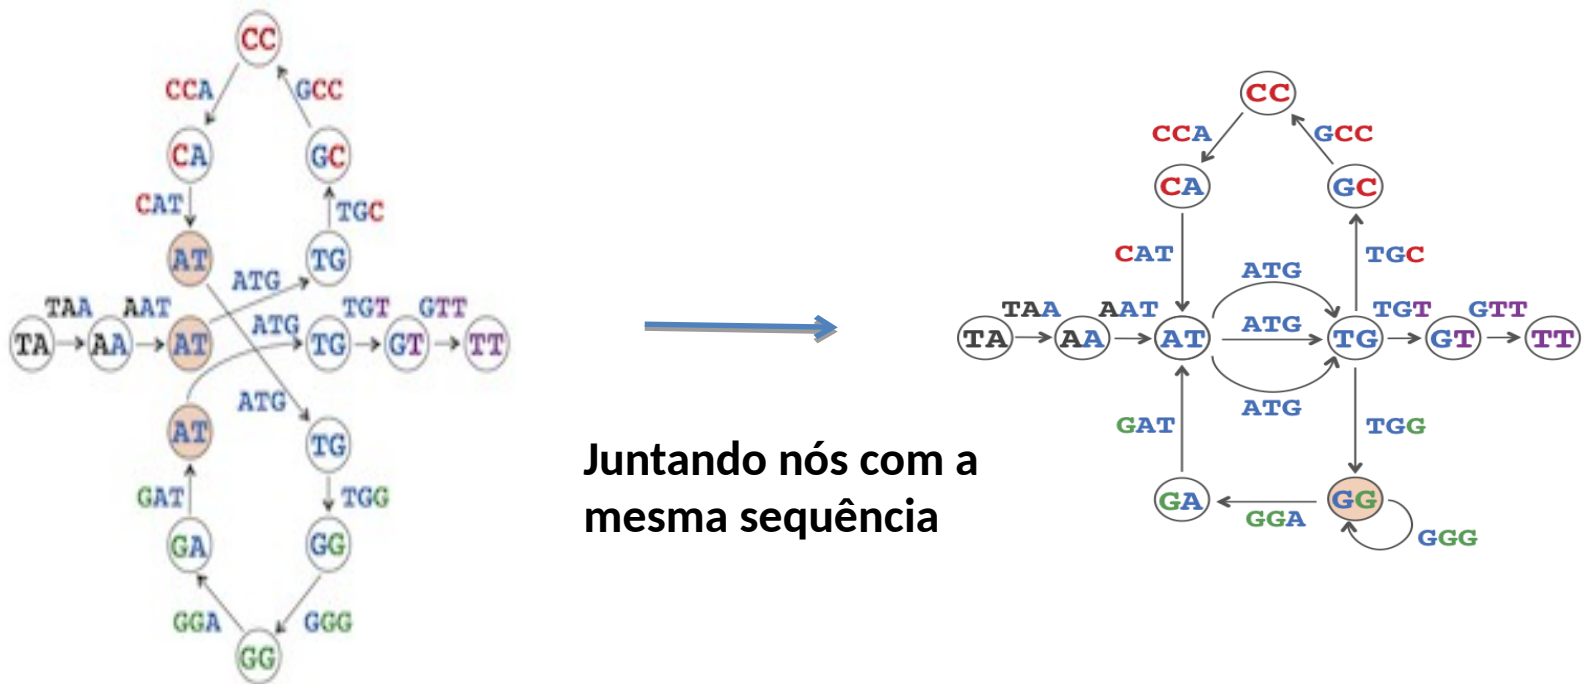 CC
CCA GCC
CA GC
CAT TGC
AT TG
ATG
TAA AAT ATG TGT GTT
TA AA AT TG GT TT
ATG
AT TG
GAT TGG
GA GG
GGA GGG
GG
Juntando nós com a
mesma sequência
CC
CCA GCC
CA GC
CAT TGC
ATG
TAA AAT ATG TGT GTT
TA AA AT TG GT TT
ATG
GAT TGG
GA GG
GGA GGG